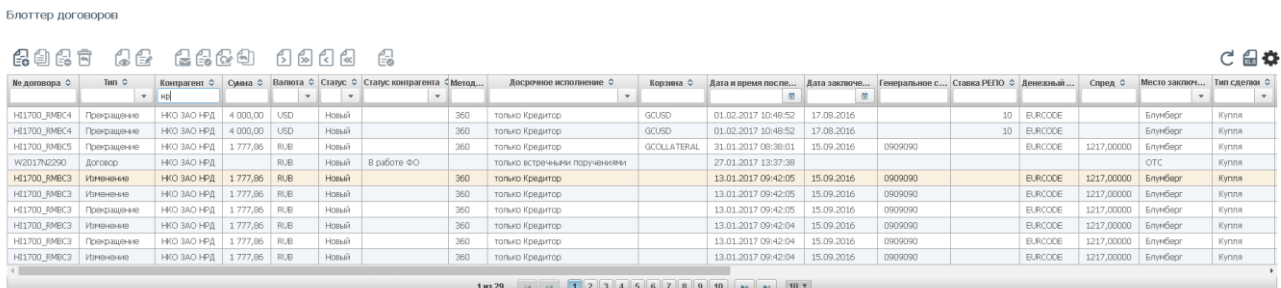 Блоттер договоров
XLS
№ договора Тип Контрагент Сумма Валюта Статус Статус контрагента Метод... Досрочное исполнение Корзина Дата и время после... Дата заключе... Генеральное с... Ставка РЕПО Денежный ... Спред Место заключ... Тип сделки
нр
HI1700_RMBC4 Прекращение НКО ЗАО НРД 4 000,00 USD Новый 360 только Кредитор GCUSD 01.02.2017 10:48:52 17.08.2016 10 EURCODE Блумберг Купля
HI1700_RMBC4 Прекращение НКО ЗАО НРД 4 000,00 USD Новый 360 только Кредитор GCUSD 01.02.2017 10:48:52 17.08.2016 10 EURCODE Блумберг Купля
HI1700_RMBC5 Прекращение НКО ЗАО НРД 1 777,86 RUB Новый 360 только Кредитор GCOLLATERAL 31.01.2017 08:38:01 15.09.2016 0909090 EURCODE 1217,00000 Блумберг Купля
W2017N2290 Договор НКО ЗАО НРД RUB Новый В работе ФО только встречными поручениями 27.01.2017 13:37:38 OTC Купля
HI1700_RMBC3 Изменение НКО ЗАО НРД 1 777,86 RUB Новый 360 только Кредитор 13.01.2017 09:42:05 15.09.2016 0909090 EURCODE 1217,00000 Блумберг Купля
HI1700_RMBC3 Изменение НКО ЗАО НРД 1 777,86 RUB Новый 360 только Кредитор 13.01.2017 09:42:05 15.09.2016 0909090 EURCODE 1217,00000 Блумберг Купля
HI1700_RMBC3 Прекращение НКО ЗАО НРД 1 777,86 RUB Новый 360 только Кредитор 13.01.2017 09:42:05 15.09.2016 0909090 EURCODE 1217,00000 Блумберг Купля
HI1700_RMBC3 Изменение НКО ЗАО НРД 1 777,86 RUB Новый 360 только Кредитор 13.01.2017 09:42:04 15.09.2016 0909090 EURCODE 1217,00000 Блумберг Купля
HI1700_RMBC3 Прекращение НКО ЗАО НРД 1 777,86 RUB Новый 360 только Кредитор 13.01.2017 09:42:04 15.09.2016 0909090 EURCODE 1217,00000 Блумберг Купля
HI1700_RMBC3 Изменение НКО ЗАО НРД 1 777,86 RUB Новый 360 только Кредитор 13.01.2017 09:42:04 15.09.2016 0909090 EURCODE 1217,00000 Блумберг Купля
1 из 29 1 2 3 4 5 6 7 8 9 10 10